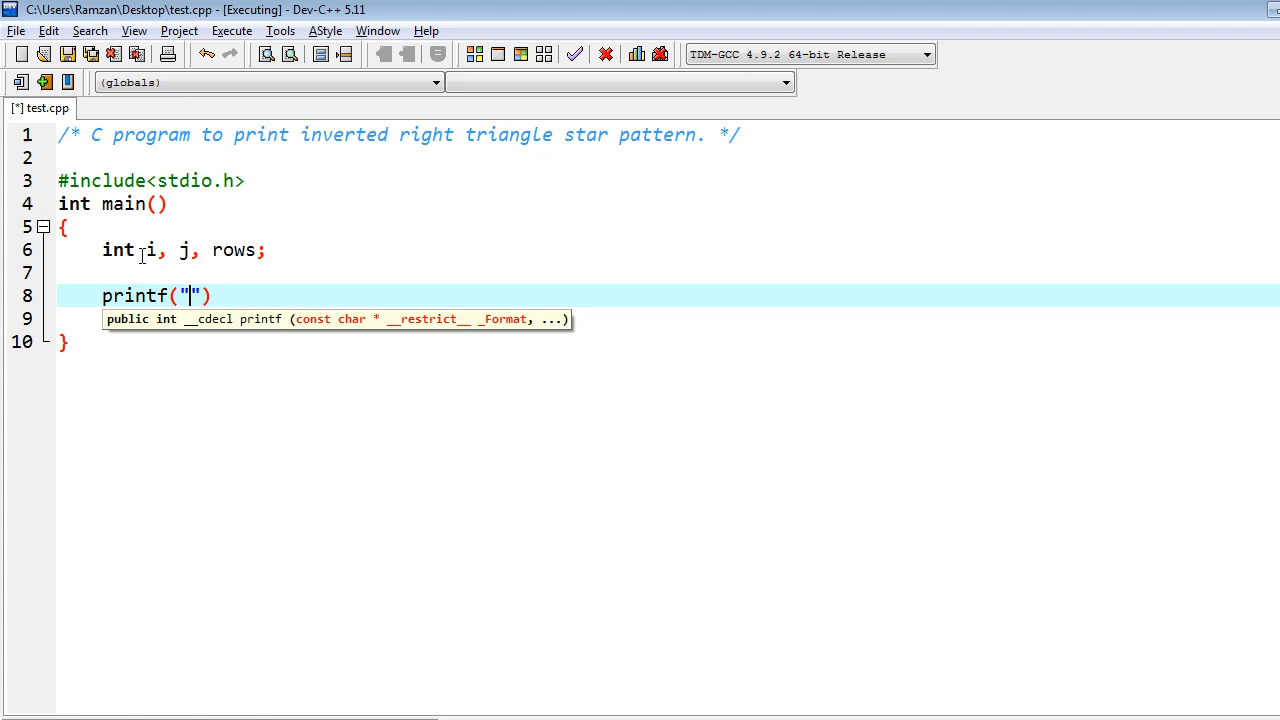 C:\Users\Ramzan\Desktop\test.cpp - [Executing] - Dev-C++ 5.11
File Edit Search View Project Execute Tools AStyle Window Help
TDM-GCC 4.9.2 64-bit Release
(globals)
[*] test.cpp
1 /* C program to print inverted right triangle star pattern. */
2
3 #include<stdio.h>
4 int main()
5 {
6 int i, j, rows;
7
8 printf("")
public int __cdecl printf (const char * __restrict__ _Format, ...)
9
10 }